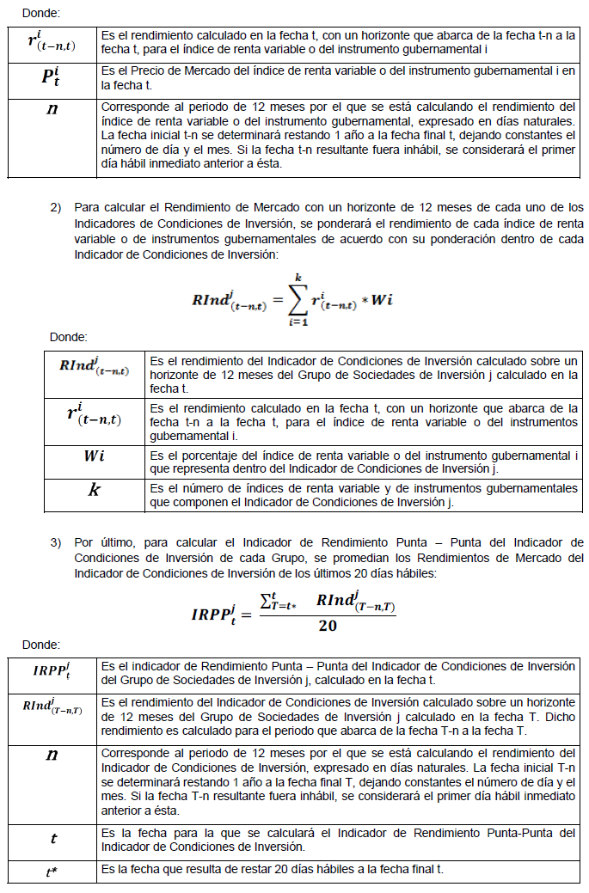 Donde:
r^i_(t−n,t)
Es el rendimiento calculado en la fecha t, con un horizonte que abarca de la fecha t-n a la
fecha t, para el índice de renta variable o del instrumento gubernamental i
P^i_t
Es el Precio de Mercado del índice de renta variable o del instrumento gubernamental i en
la fecha t.
n
Corresponde al periodo de 12 meses por el que se está calculando el rendimiento del
índice de renta variable o del instrumento gubernamental, expresado en días naturales.
La fecha inicial t-n se determinará restando 1 año a la fecha final t, dejando constantes el
número de día y el mes. Si la fecha t-n resultante fuera inhábil, se considerará el primer
día hábil inmediato anterior a ésta.
2) Para calcular el Rendimiento de Mercado con un horizonte de 12 meses de cada uno de los
Indicadores de Condiciones de Inversión, se ponderará el rendimiento de cada índice de renta
variable o de instrumentos gubernamentales de acuerdo con su ponderación dentro de cada
Indicador de Condiciones de Inversión:
RInd^j_(t−n,t) = ∑_{i=1}^{k} r^i_(t−n,t) * Wi
Donde:
RInd^j_(t−n,t)
Es el rendimiento del Indicador de Condiciones de Inversión calculado sobre un
horizonte de 12 meses del Grupo de Sociedades de Inversión j calculado en la
fecha t.
r^i_(t−n,t)
Es el rendimiento calculado en la fecha t, con un horizonte que abarca de la
fecha t-n a la fecha t, para el índice de renta variable o del instrumentos
gubernamental i.
Wi
Es el porcentaje del índice de renta variable o del instrumento gubernamental i
que representa dentro del Indicador de Condiciones de Inversión j.
k
Es el número de índices de renta variable y de instrumentos gubernamentales
que componen el Indicador de Condiciones de Inversión j.
3) Por último, para calcular el Indicador de Rendimiento Punta – Punta del Indicador de
Condiciones de Inversión de cada Grupo, se promedian los Rendimientos de Mercado del
Indicador de Condiciones de Inversión de los últimos 20 días hábiles:
IRPP^j_t = ∑_{T=t*}^{t} RInd^j_(T−n,T) / 20
Donde:
IRPP^j_t
Es el indicador de Rendimiento Punta – Punta del Indicador de Condiciones de Inversión
del Grupo de Sociedades de Inversión j, calculado en la fecha t.
RInd^j_(T−n,T)
Es el rendimiento del Indicador de Condiciones de Inversión calculado sobre un horizonte
de 12 meses del Grupo de Sociedades de Inversión j calculado en la fecha T. Dicho
rendimiento es calculado para el periodo que abarca de la fecha T-n a la fecha T.
n
Corresponde al periodo de 12 meses por el que se está calculando el rendimiento del
Indicador de Condiciones de Inversión, expresado en días naturales. La fecha inicial T-n
se determinará restando 1 año a la fecha final T, dejando constantes el número de día y el
mes. Si la fecha T-n resultante fuera inhábil, se considerará el primer día hábil inmediato
anterior a ésta.
t
Es la fecha para la que se calculará el Indicador de Rendimiento Punta-Punta del
Indicador de Condiciones de Inversión.
t*
Es la fecha que resulta de restar 20 días hábiles a la fecha final t.